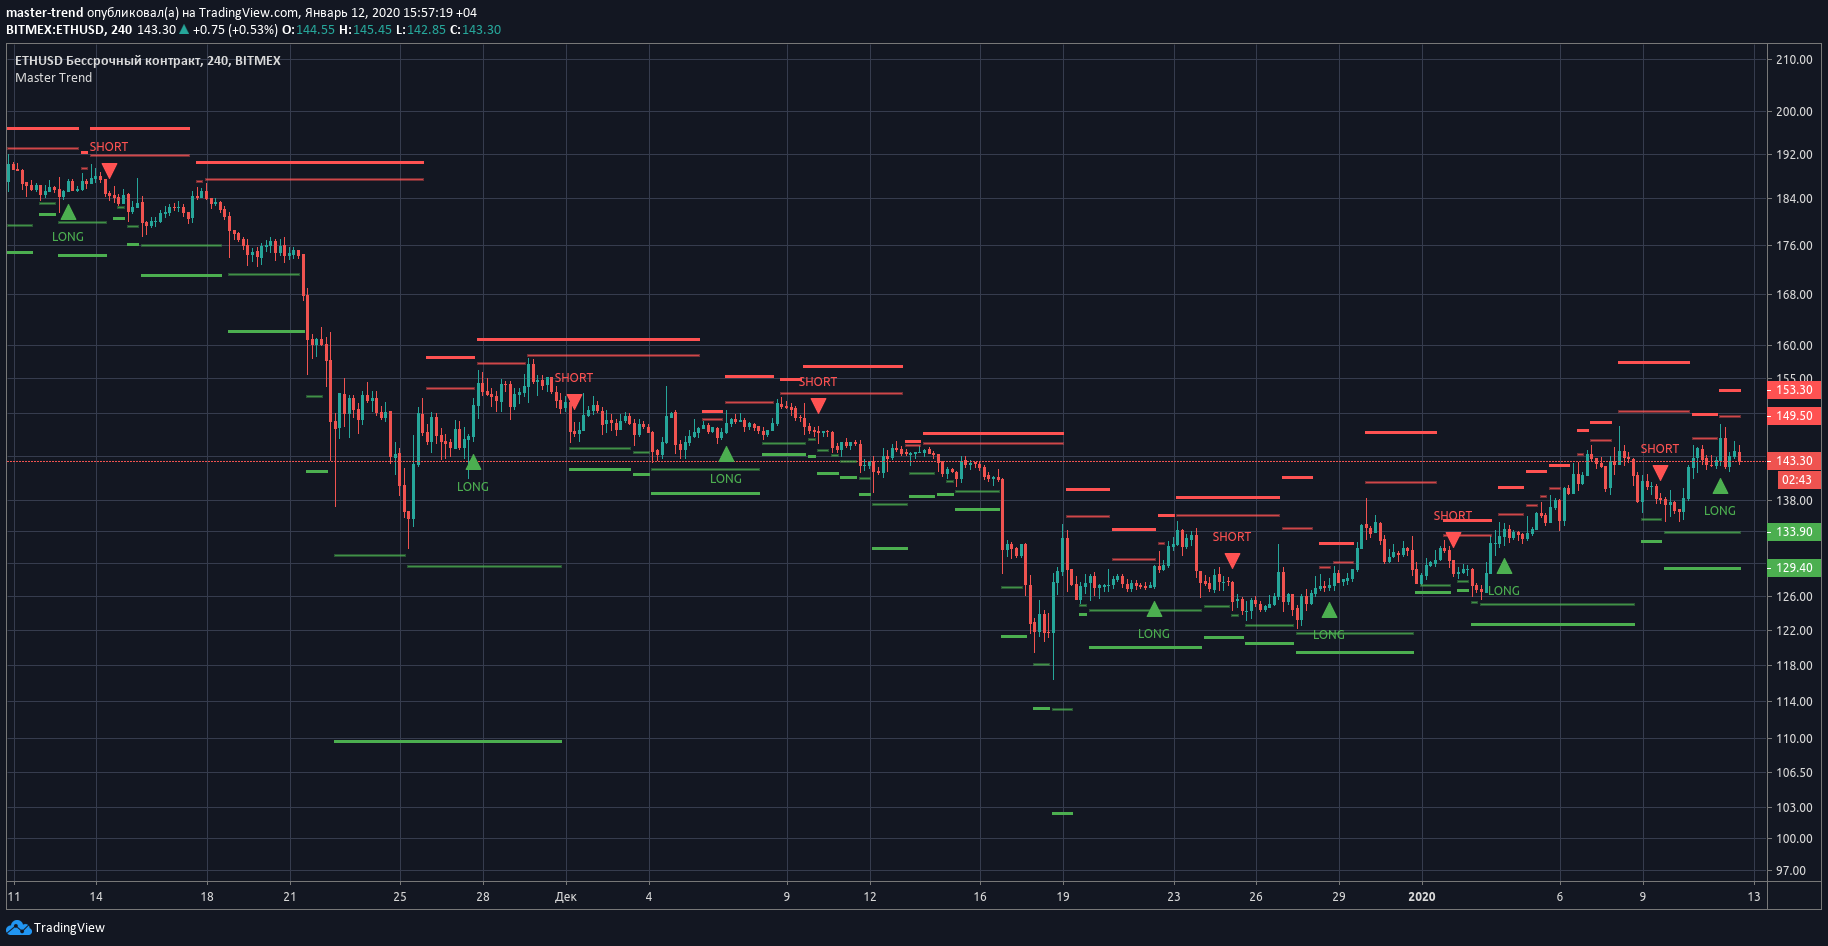 master-trend опубликовал(а) на TradingView.com, Январь 12, 2020 15:57:19 +04
BITMEX:ETHUSD, 240 143.30 ▲ +0.75 (+0.53%) O:144.55 H:145.45 L:142.85 C:143.30
ETHUSD Бессрочный контракт, 240, BITMEX
Master Trend
210.00
200.00
192.00
184.00
176.00
168.00
160.00
155.00
153.30
149.50
143.30
02:43
138.00
133.90
129.40
126.00
122.00
118.00
114.00
110.00
106.50
103.00
100.00
97.00
SHORT
LONG
SHORT
LONG
SHORT
LONG
SHORT
LONG
LONG
SHORT
LONG
SHORT
LONG
SHORT
LONG
11 14 18 21 25 28 Дек 4 9 12 16 19 23 26 29 2020 6 9 13
TradingView